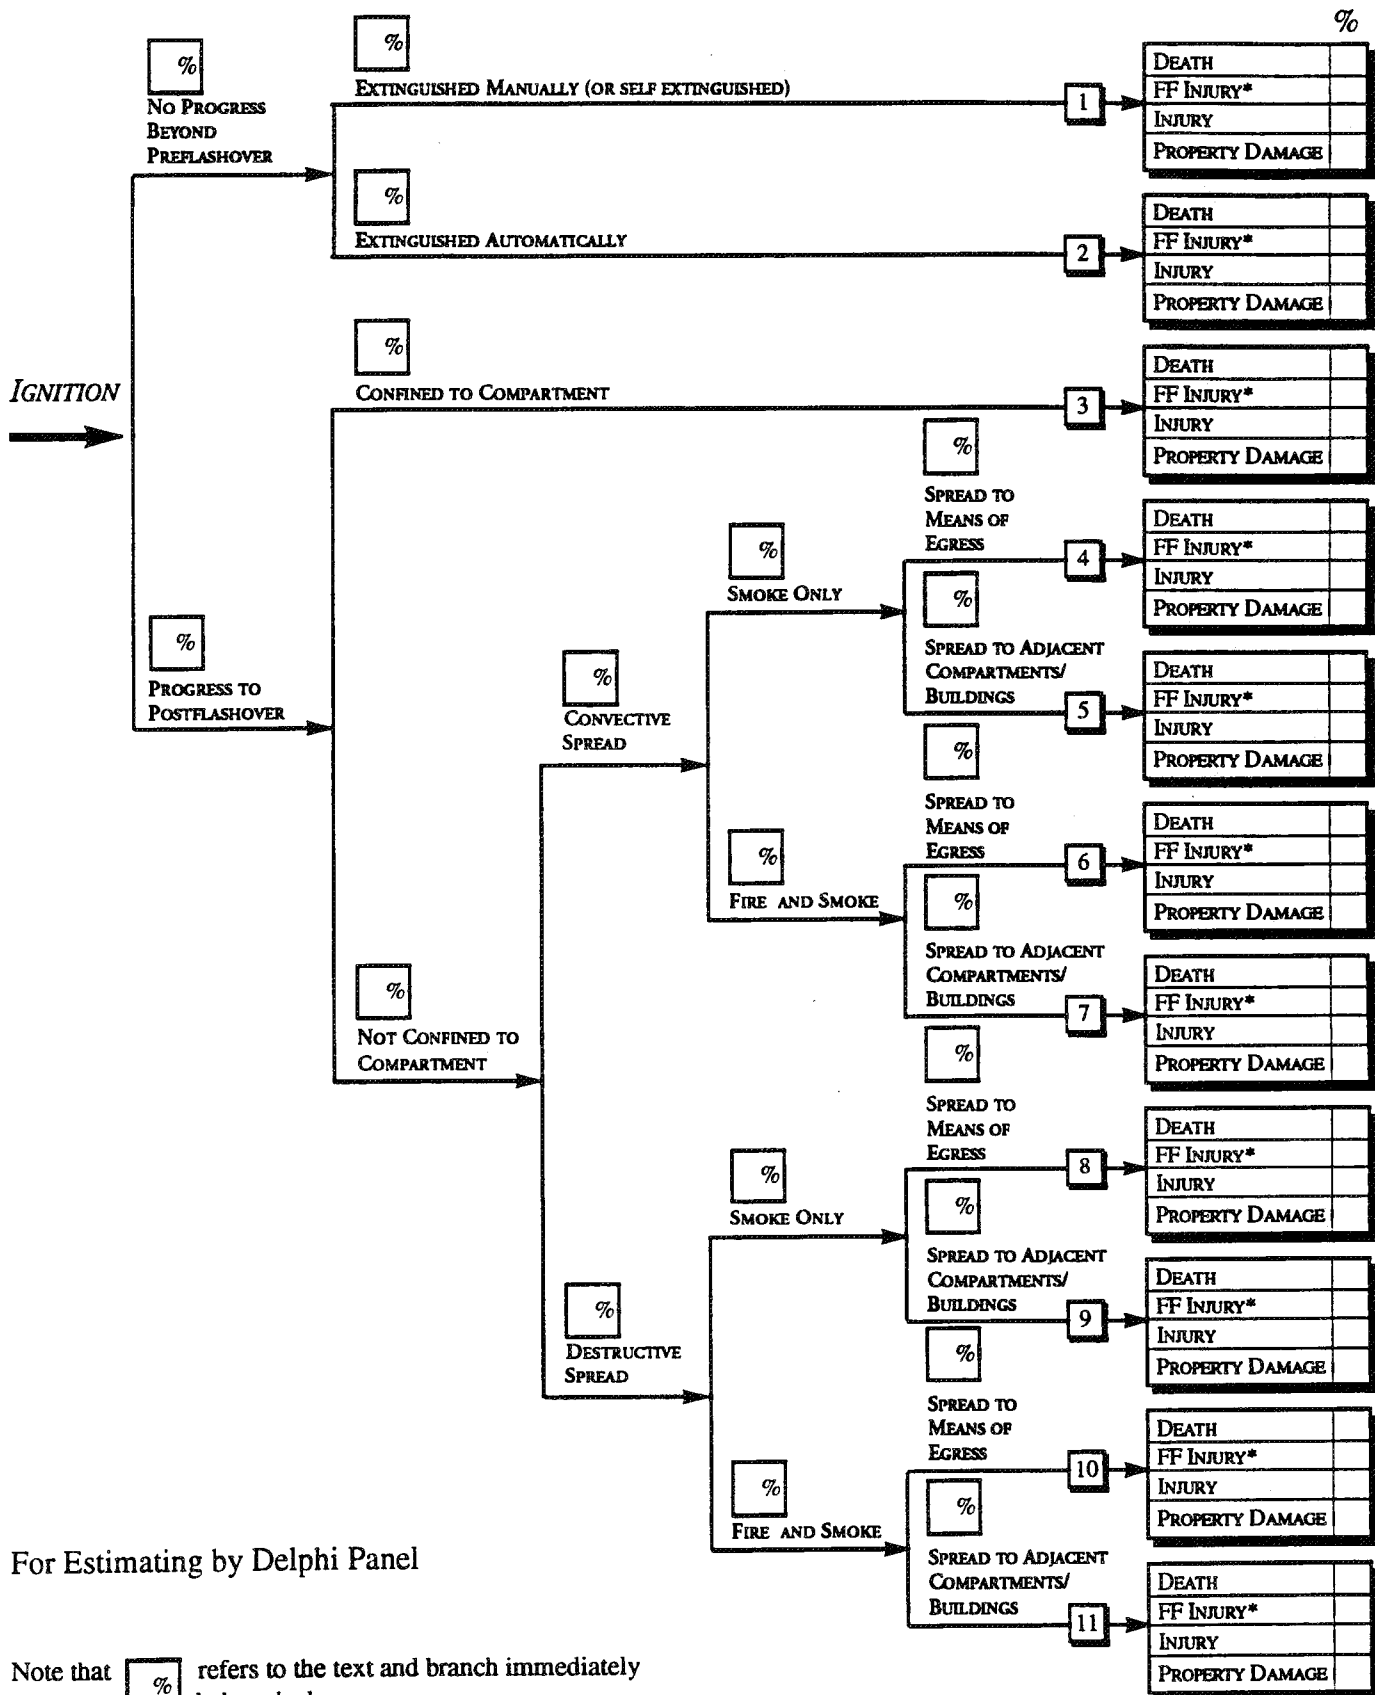 %
%
NO PROGRESS
BEYOND
PREFLASHOVER
%
EXTINGUISHED MANUALLY (OR SELF EXTINGUISHED)
1
DEATH
FF INJURY*
INJURY
PROPERTY DAMAGE
%
EXTINGUISHED AUTOMATICALLY
2
DEATH
FF INJURY*
INJURY
PROPERTY DAMAGE
IGNITION
%
CONFINED TO COMPARTMENT
3
DEATH
FF INJURY*
INJURY
PROPERTY DAMAGE
%
PROGRESS TO
POSTFLASHOVER
%
NOT CONFINED TO
COMPARTMENT
%
CONVECTIVE
SPREAD
%
SMOKE ONLY
%
SPREAD TO
MEANS OF
EGRESS
4
DEATH
FF INJURY*
INJURY
PROPERTY DAMAGE
%
SPREAD TO ADJACENT
COMPARTMENTS/
BUILDINGS
5
DEATH
FF INJURY*
INJURY
PROPERTY DAMAGE
%
FIRE AND SMOKE
%
SPREAD TO
MEANS OF
EGRESS
6
DEATH
FF INJURY*
INJURY
PROPERTY DAMAGE
%
SPREAD TO ADJACENT
COMPARTMENTS/
BUILDINGS
7
DEATH
FF INJURY*
INJURY
PROPERTY DAMAGE
%
DESTRUCTIVE
SPREAD
%
SMOKE ONLY
%
SPREAD TO
MEANS OF
EGRESS
8
DEATH
FF INJURY*
INJURY
PROPERTY DAMAGE
%
SPREAD TO ADJACENT
COMPARTMENTS/
BUILDINGS
9
DEATH
FF INJURY*
INJURY
PROPERTY DAMAGE
%
FIRE AND SMOKE
%
SPREAD TO
MEANS OF
EGRESS
10
DEATH
FF INJURY*
INJURY
PROPERTY DAMAGE
%
SPREAD TO ADJACENT
COMPARTMENTS/
BUILDINGS
11
DEATH
FF INJURY*
INJURY
PROPERTY DAMAGE
For Estimating by Delphi Panel
Note that % refers to the text and branch immediately